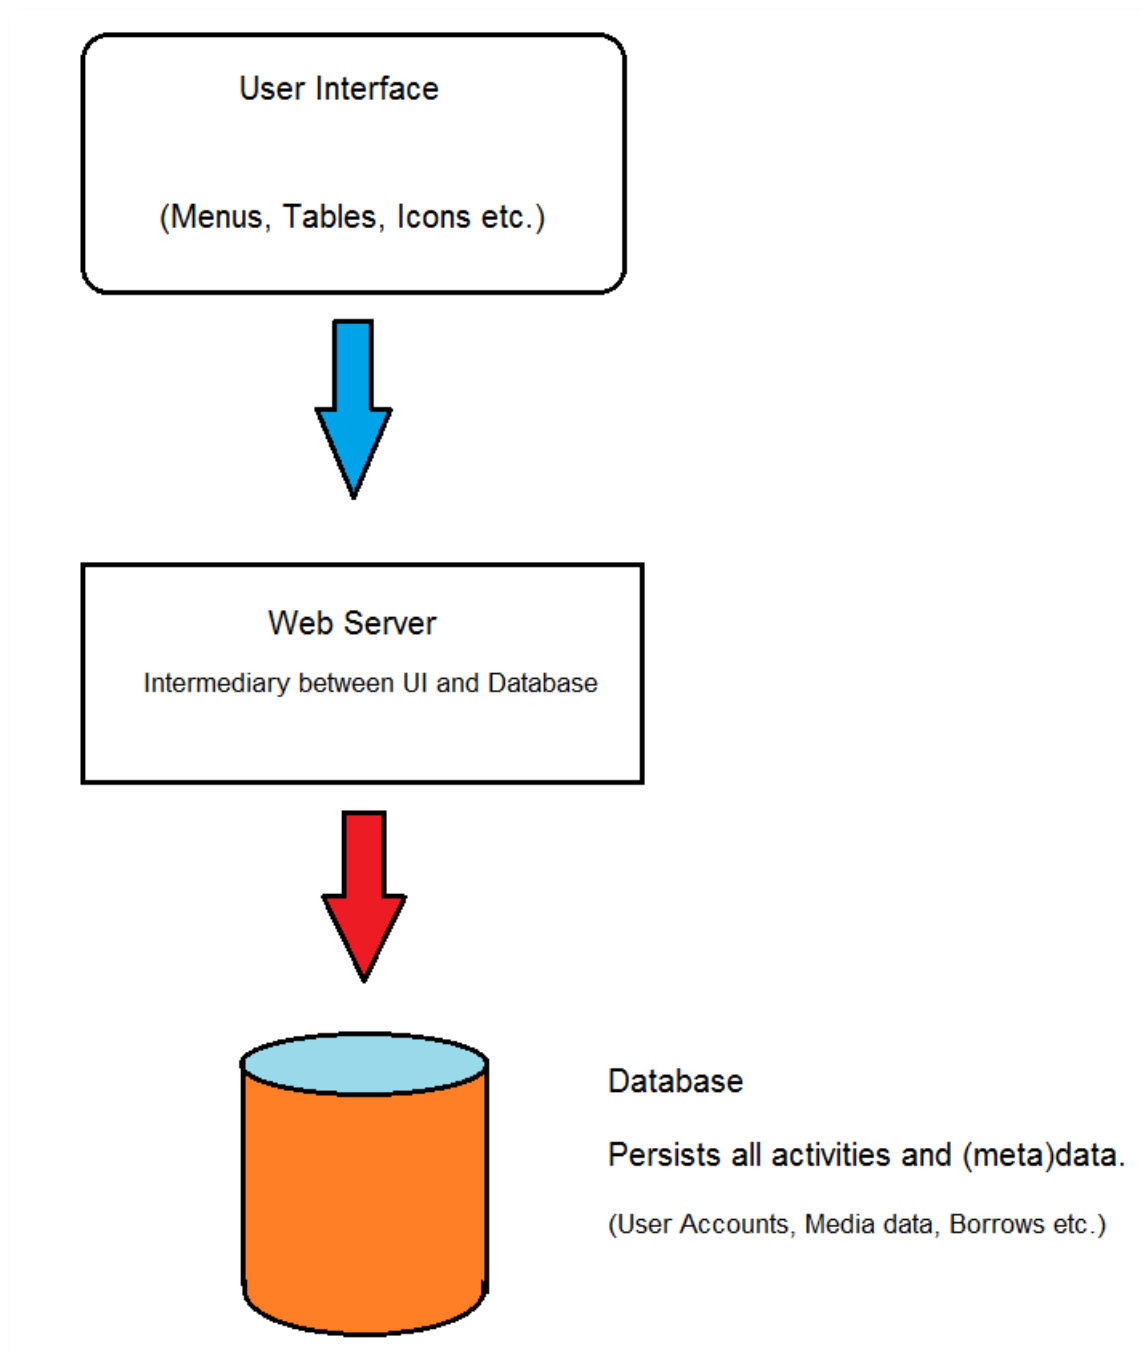 User Interface
(Menus, Tables, Icons etc.)
Web Server
Intermediary between UI and Database
Database
Persists all activities and (meta)data.
(User Accounts, Media data, Borrows etc.)